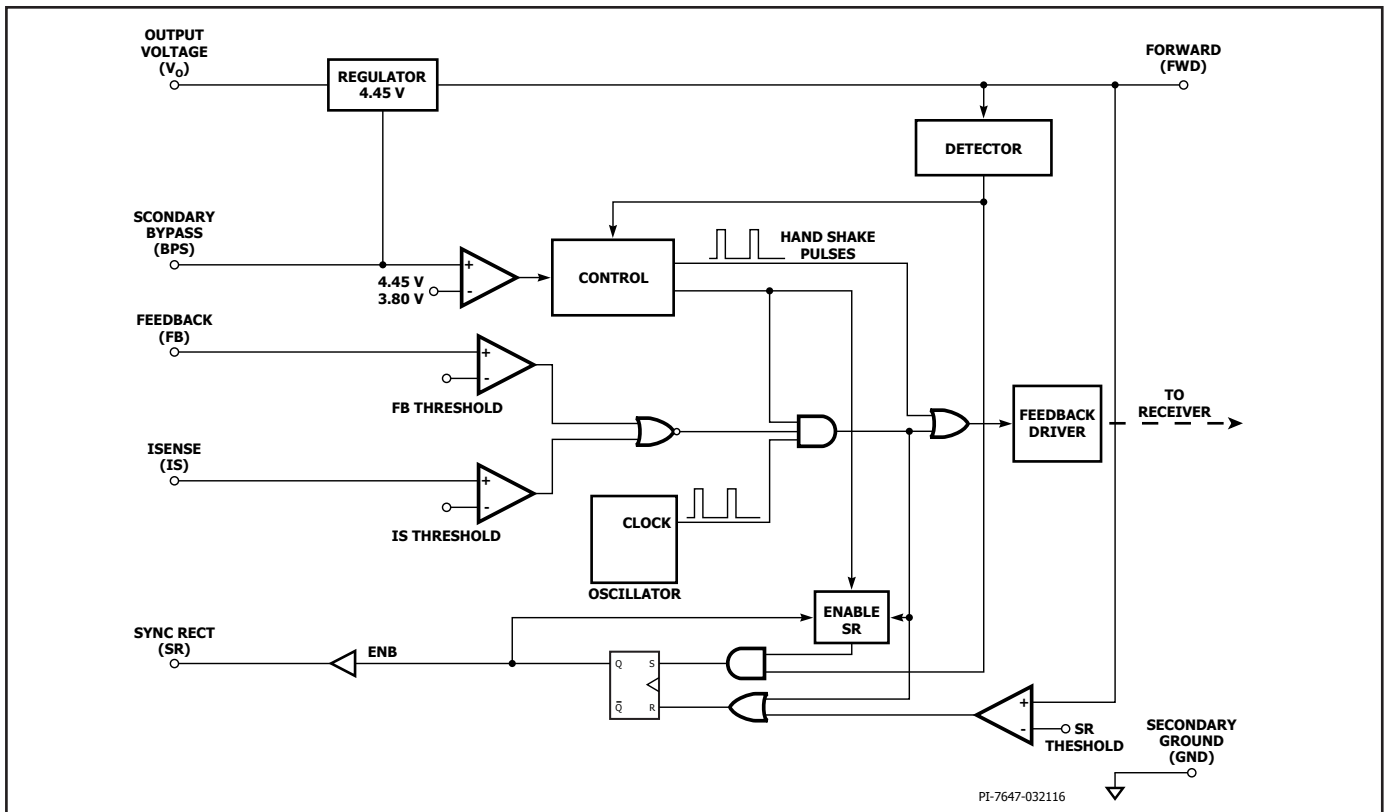 OUTPUT
VOLTAGE
(VO)
REGULATOR
4.45 V
FORWARD
(FWD)
DETECTOR
SCONDARY
BYPASS
(BPS)
+
-
4.45 V
3.80 V
CONTROL
HAND SHAKE
PULSES
FEEDBACK
(FB)
+
-
FB THRESHOLD
FEEDBACK
DRIVER
TO
RECEIVER
ISENSE
(IS)
+
-
IS THRESHOLD
CLOCK
OSCILLATOR
ENABLE
SR
SYNC RECT
(SR)
ENB
Q
S
Q̅
R
+
-
SR
THESHOLD
SECONDARY
GROUND
(GND)
PI-7647-032116